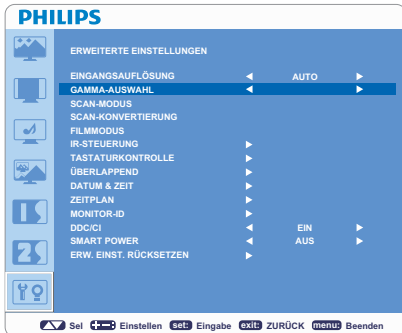 PHILIPS
ERWEITERTE EINSTELLUNGEN
EINGANGSAUFLÖSUNG AUTO
GAMMA-AUSWAHL
SCAN-MODUS
SCAN-KONVERTIERUNG
FILMMODUS
IR-STEUERUNG
TASTATURKONTROLLE
ÜBERLAPPEND
DATUM & ZEIT
ZEITPLAN
MONITOR-ID
DDC/CI EIN
SMART POWER AUS
ERW. EINST. RÜCKSETZEN
Sel Einstellen set: Eingabe exit: ZURÜCK menu: Beenden